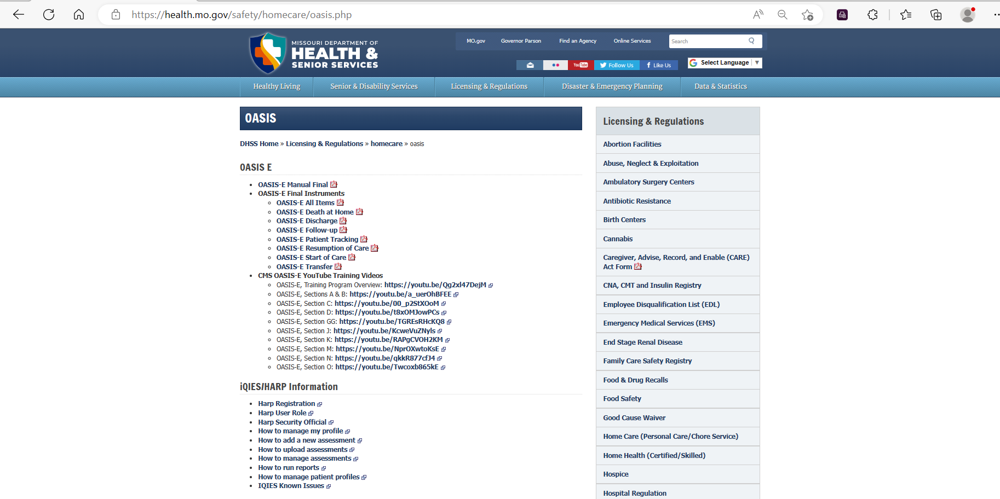 https://health.mo.gov/safety/homecare/oasis.php
MISSOURI DEPARTMENT OF
HEALTH &
SENIOR SERVICES
MO.gov Governor Parson Find an Agency Online Services Search
YouTube Follow Us Like Us Select Language
Healthy Living Senior & Disability Services Licensing & Regulations Disaster & Emergency Planning Data & Statistics
OASIS
DHSS Home » Licensing & Regulations » homecare » oasis
OASIS E
OASIS-E Manual Final
OASIS-E Final Instruments
OASIS-E All Items
OASIS-E Death at Home
OASIS-E Discharge
OASIS-E Follow-up
OASIS-E Patient Tracking
OASIS-E Resumption of Care
OASIS-E Start of Care
OASIS-E Transfer
CMS OASIS-E YouTube Training Videos
OASIS-E, Training Program Overview: https://youtu.be/Qg2xl47DejM
OASIS-E, Sections A & B: https://youtu.be/a_uerOhBFEE
OASIS-E, Section C: https://youtu.be/00_p2StXOoM
OASIS-E, Section D: https://youtu.be/t8xOMJowPCs
OASIS-E, Section GG: https://youtu.be/TGREsRHcKQ8
OASIS-E, Section J: https://youtu.be/KcweVuZNyls
OASIS-E, Section K: https://youtu.be/RAPgCVOH2KM
OASIS-E, Section M: https://youtu.be/NprOXwtoKsE
OASIS-E, Section N: https://youtu.be/qkkR877cfJ4
OASIS-E, Section O: https://youtu.be/Twcoxb865kE
iQIES/HARP Information
Harp Registration
Harp User Role
Harp Security Official
How to manage my profile
How to add a new assessment
How to upload assessments
How to manage assessments
How to run reports
How to manage patient profiles
IQIES Known Issues
Licensing & Regulations
Abortion Facilities
Abuse, Neglect & Exploitation
Ambulatory Surgery Centers
Antibiotic Resistance
Birth Centers
Cannabis
Caregiver, Advise, Record, and Enable (CARE)
Act Form
CNA, CMT and Insulin Registry
Employee Disqualification List (EDL)
Emergency Medical Services (EMS)
End Stage Renal Disease
Family Care Safety Registry
Food & Drug Recalls
Food Safety
Good Cause Waiver
Home Care (Personal Care/Chore Service)
Home Health (Certified/Skilled)
Hospice
Hospital Regulation